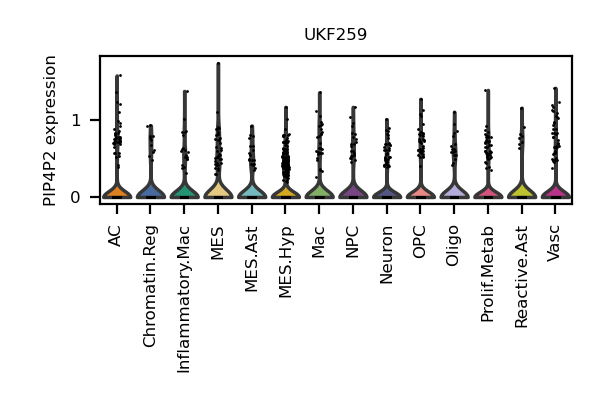 UKF259
PIP4P2 expression
1
0
AC
Chromatin.Reg
Inflammatory.Mac
MES
MES.Ast
MES.Hyp
Mac
NPC
Neuron
OPC
Oligo
Prolif.Metab
Reactive.Ast
Vasc